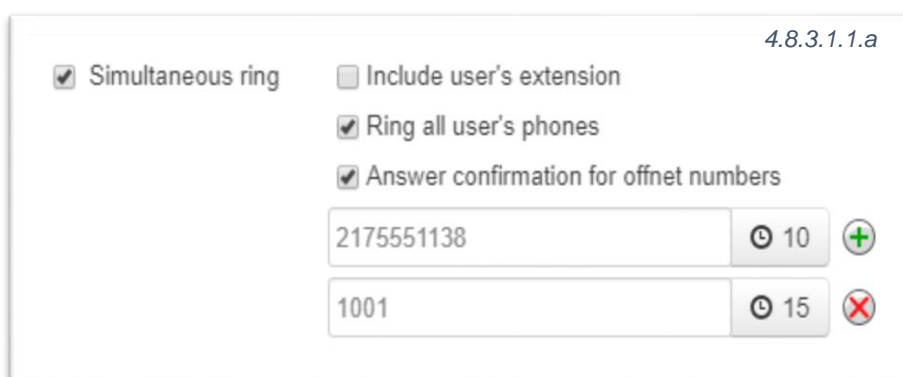 4.8.3.1.1.a
Simultaneous ring Include user's extension
Ring all user's phones
Answer confirmation for offnet numbers
2175551138 10
1001 15